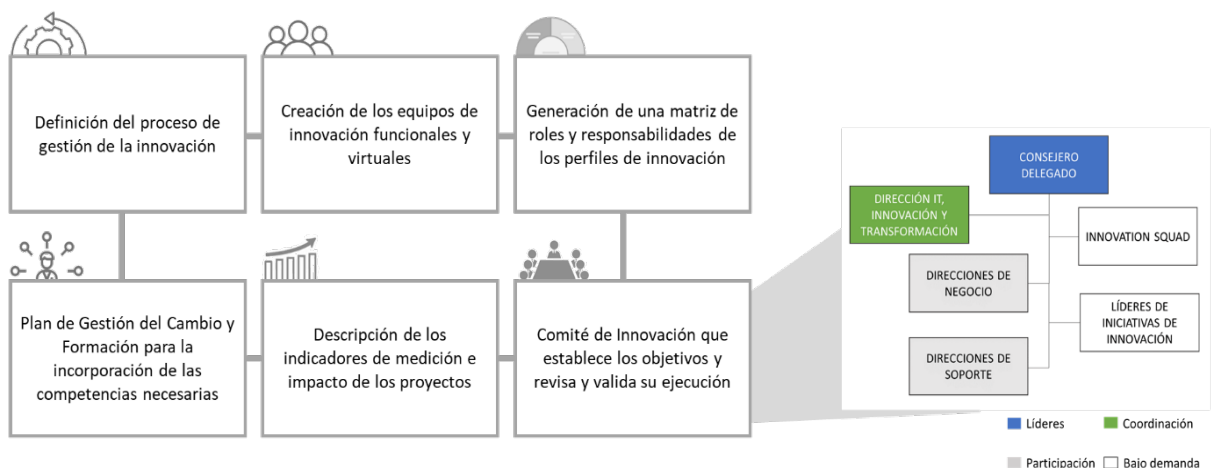 Definición del proceso de
gestión de la innovación
Creación de los equipos de
innovación funcionales y
virtuales
Generación de una matriz de
roles y responsabilidades de
los perfiles de innovación
Plan de Gestión del Cambio y
Formación para la
incorporación de las
competencias necesarias
Descripción de los
indicadores de medición e
impacto de los proyectos
Comité de Innovación que
establece los objetivos y
revisa y valida su ejecución
CONSEJERO
DELEGADO
DIRECCIÓN IT,
INNOVACIÓN Y
TRANSFORMACIÓN
INNOVATION SQUAD
DIRECCIONES DE
NEGOCIO
LÍDERES DE
INICIATIVAS DE
INNOVACIÓN
DIRECCIONES DE
SOPORTE
Líderes
Coordinación
Participación
Bajo demanda